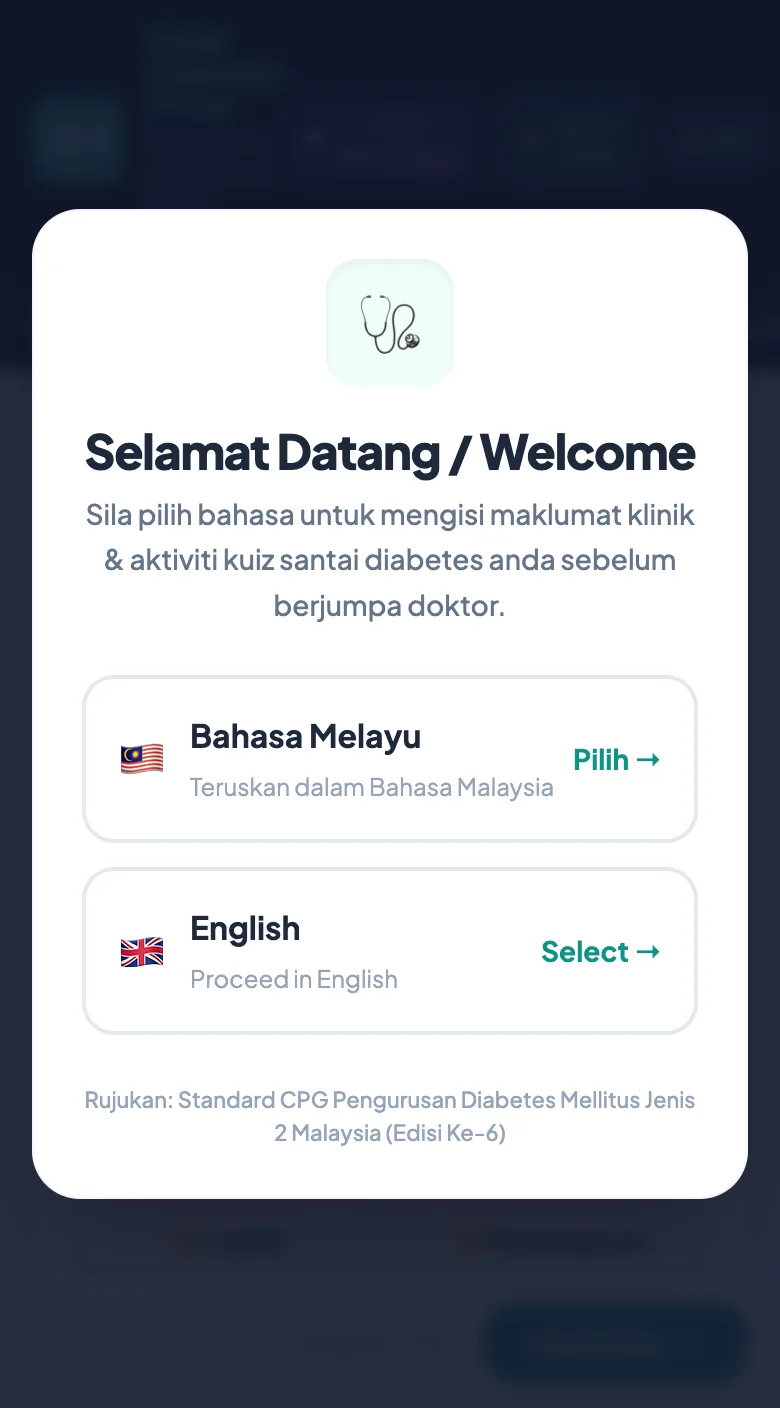 Selamat Datang / Welcome
Sila pilih bahasa untuk mengisi maklumat klinik
& aktiviti kuiz santai diabetes anda sebelum
berjumpa doktor.
Bahasa Melayu
Teruskan dalam Bahasa Malaysia
Pilih →
English
Proceed in English
Select →
Rujukan: Standard CPG Pengurusan Diabetes Mellitus Jenis
2 Malaysia (Edisi Ke-6)